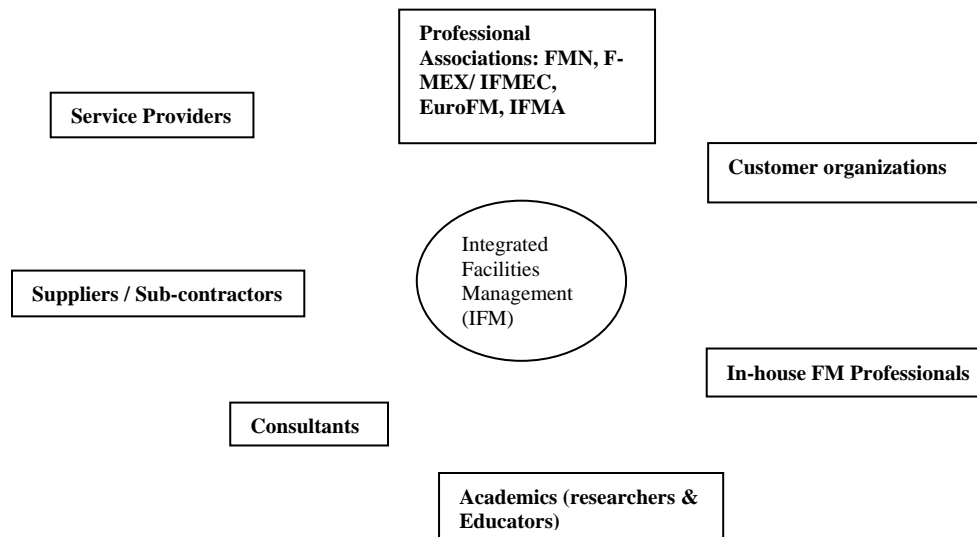 Professional
Associations: FMN, F-
MEX/ IFMEC,
EuroFM, IFMA
Service Providers
Customer organizations
Integrated
Facilities
Management
(IFM)
Suppliers / Sub-contractors
In-house FM Professionals
Consultants
Academics (researchers &
Educators)